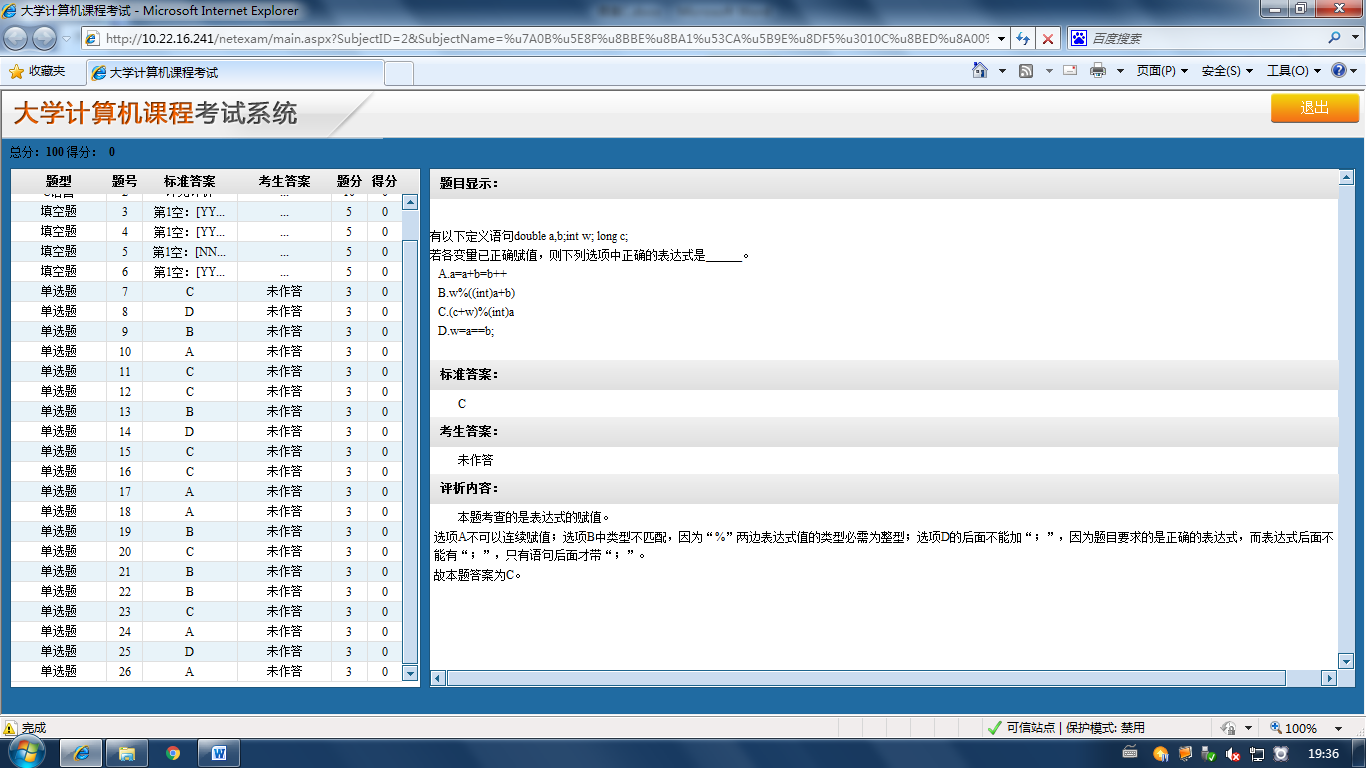 大学计算机课程考试 - Microsoft Internet Explorer
http://10.22.16.241/netexam/main.aspx?SubjectID=2&SubjectName=%u7A0B%u5E8F%u8BBE%u8BA1%u53CA%u5B9E%u8DF5%u3010C%u8BED%u8A00%
百度搜索
收藏夹
大学计算机课程考试
页面(P)
安全(S)
工具(O)
大学计算机课程考试系统
退出
总分: 100 得分: 0
题型 题号 标准答案 考生答案 题分 得分
填空题 3 第1空: [YY... ... 5 0
填空题 4 第1空: [YY... ... 5 0
填空题 5 第1空: [NN... ... 5 0
填空题 6 第1空: [YY... ... 5 0
单选题 7 C 未作答 3 0
单选题 8 D 未作答 3 0
单选题 9 B 未作答 3 0
单选题 10 A 未作答 3 0
单选题 11 C 未作答 3 0
单选题 12 C 未作答 3 0
单选题 13 B 未作答 3 0
单选题 14 D 未作答 3 0
单选题 15 C 未作答 3 0
单选题 16 C 未作答 3 0
单选题 17 A 未作答 3 0
单选题 18 A 未作答 3 0
单选题 19 B 未作答 3 0
单选题 20 C 未作答 3 0
单选题 21 B 未作答 3 0
单选题 22 B 未作答 3 0
单选题 23 C 未作答 3 0
单选题 24 A 未作答 3 0
单选题 25 D 未作答 3 0
单选题 26 A 未作答 3 0
题目显示：
有以下定义语句double a,b;int w; long c;
若各变量已正确赋值，则下列选项中正确的表达式是______。
A.a=a+b=b++
B.w%((int)a+b)
C.(c+w)%(int)a
D.w=a==b;
标准答案：
C
考生答案：
未作答
评析内容：
本题考查的是表达式的赋值。
选项A不可以连续赋值；选项B中类型不匹配，因为“%”两边表达式值的类型必需为整型；选项D的后面不能加“；”，因为题目要求的是正确的表达式，而表达式后面不
能有“；”，只有语句后面才带“；”。
故本题答案为C。
完成
可信站点 | 保护模式: 禁用
100%
19:36